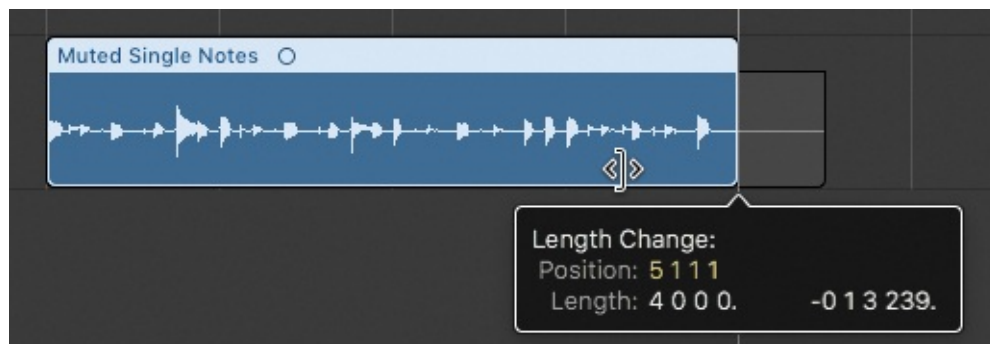 Muted Single Notes
Length Change:
Position: 5 1 1 1
Length: 4 0 0 0. -0 1 3 239.